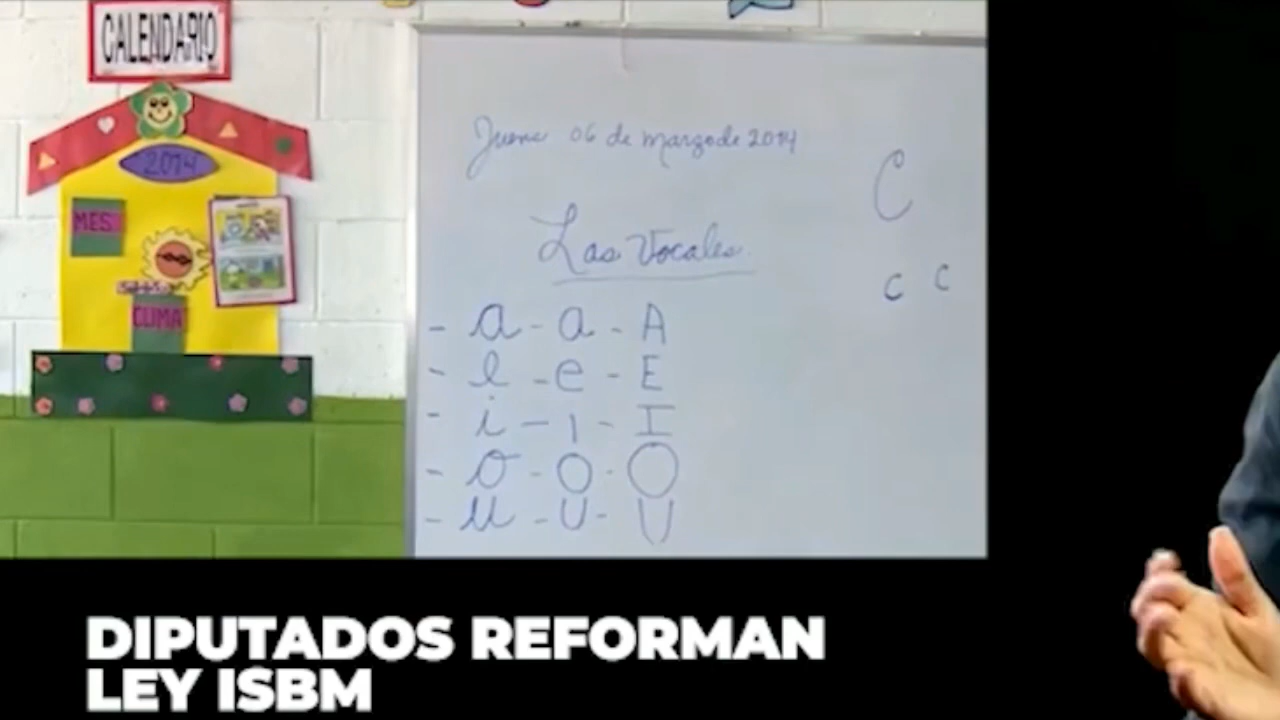 CALENDARIO
2014
MES
CLIMA
Jueves 06 de marzo de 2014
Las Vocales
C
c c
- a - a - A
- e - e - E
- i - i - I
- o - o - O
- u - U - U
DIPUTADOS REFORMAN
LEY ISBM